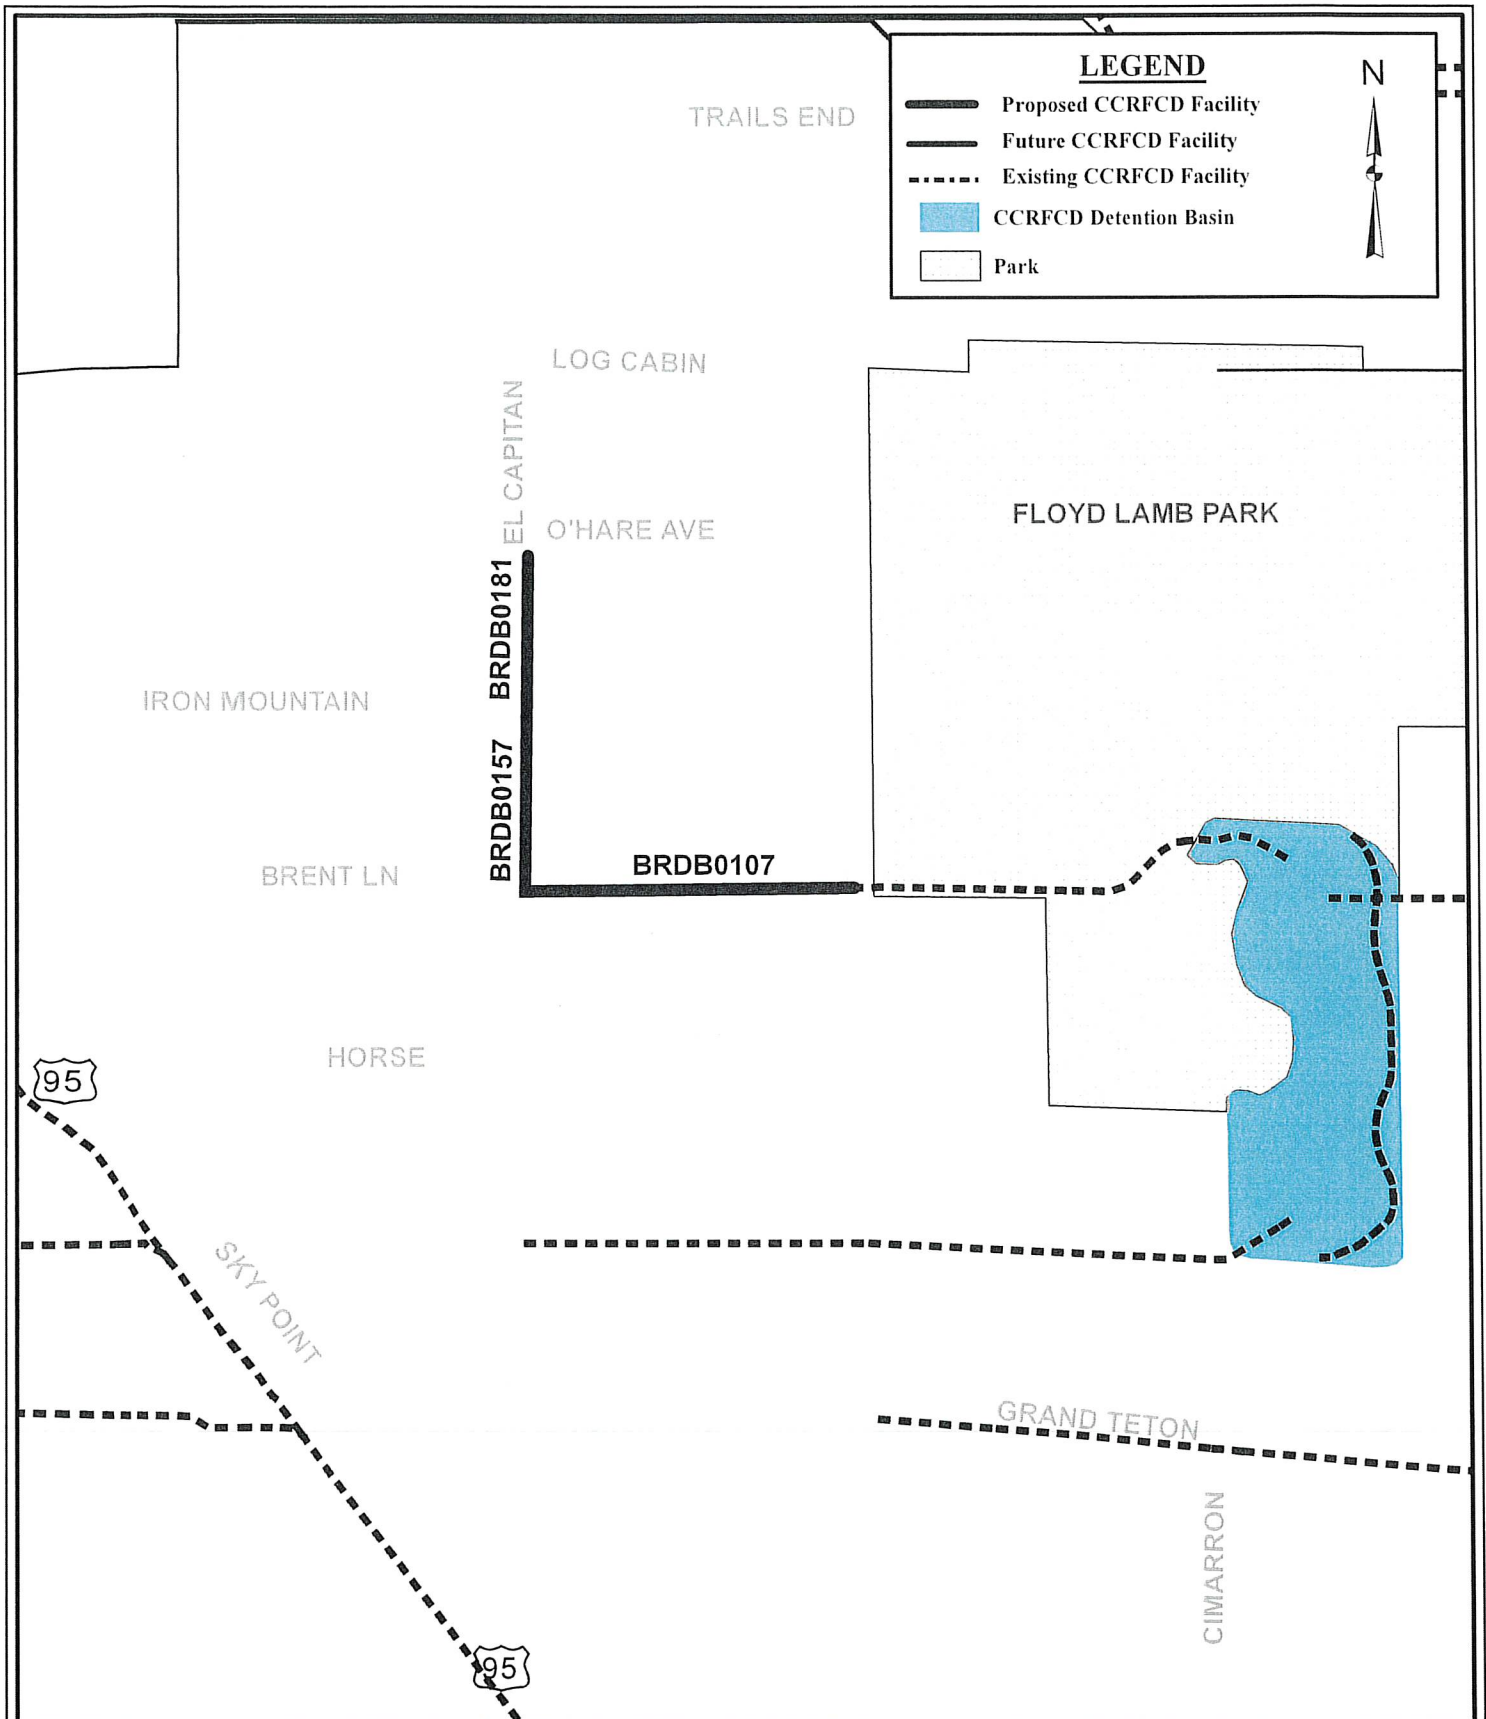 LEGEND
N
Proposed CCRFCD Facility
Future CCRFCD Facility
Existing CCRFCD Facility
CCRFCD Detention Basin
Park
TRAILS END
LOG CABIN
EL CAPITAN
O'HARE AVE
FLOYD LAMB PARK
BRDB0181
IRON MOUNTAIN
BRDB0157
BRENT LN
BRDB0107
HORSE
95
SKY POINT
GRAND TETON
CIMARRON
95